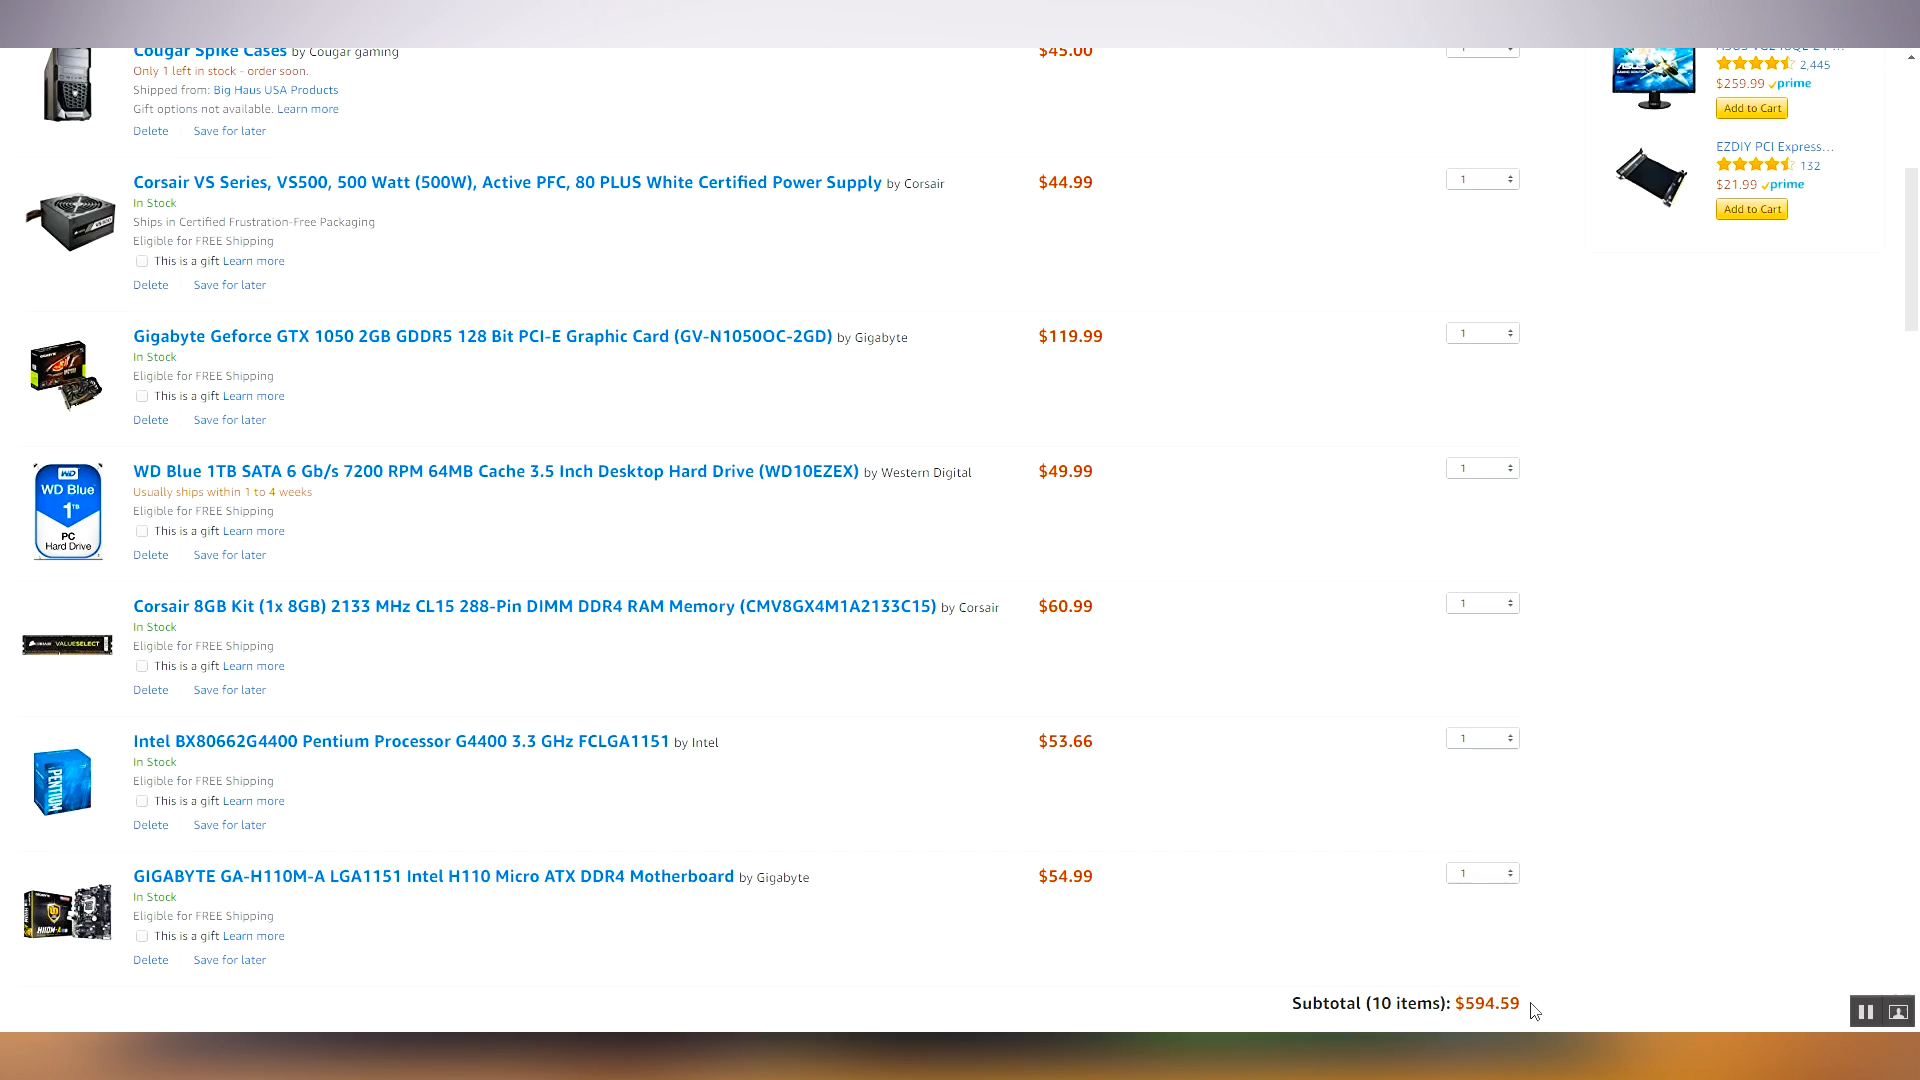 Cougar Spike Cases by Cougar gaming
$45.00
Only 1 left in stock - order soon.
Shipped from: Big Haus USA Products
Gift options not available. Learn more
Delete Save for later
Corsair VS Series, VS500, 500 Watt (500W), Active PFC, 80 PLUS White Certified Power Supply by Corsair
$44.99
1
In Stock
Ships in Certified Frustration-Free Packaging
Eligible for FREE Shipping
This is a gift Learn more
Delete Save for later
Gigabyte Geforce GTX 1050 2GB GDDR5 128 Bit PCI-E Graphic Card (GV-N1050OC-2GD) by Gigabyte
$119.99
1
In Stock
Eligible for FREE Shipping
This is a gift Learn more
Delete Save for later
WD Blue 1TB SATA 6 Gb/s 7200 RPM 64MB Cache 3.5 Inch Desktop Hard Drive (WD10EZEX) by Western Digital
$49.99
1
Usually ships within 1 to 4 weeks
Eligible for FREE Shipping
This is a gift Learn more
Delete Save for later
WD
WD Blue
1TB
PC
Hard Drive
Corsair 8GB Kit (1x 8GB) 2133 MHz CL15 288-Pin DIMM DDR4 RAM Memory (CMV8GX4M1A2133C15) by Corsair
$60.99
1
In Stock
Eligible for FREE Shipping
This is a gift Learn more
Delete Save for later
VALUESELECT
Intel BX80662G4400 Pentium Processor G4400 3.3 GHz FCLGA1151 by Intel
$53.66
1
In Stock
Eligible for FREE Shipping
This is a gift Learn more
Delete Save for later
PENTIUM
GIGABYTE GA-H110M-A LGA1151 Intel H110 Micro ATX DDR4 Motherboard by Gigabyte
$54.99
1
In Stock
Eligible for FREE Shipping
This is a gift Learn more
Delete Save for later
H110M-A
Subtotal (10 items): $594.59
2,445
$259.99 prime
Add to Cart
EZDIY PCI Express...
132
$21.99 prime
Add to Cart
ASUS